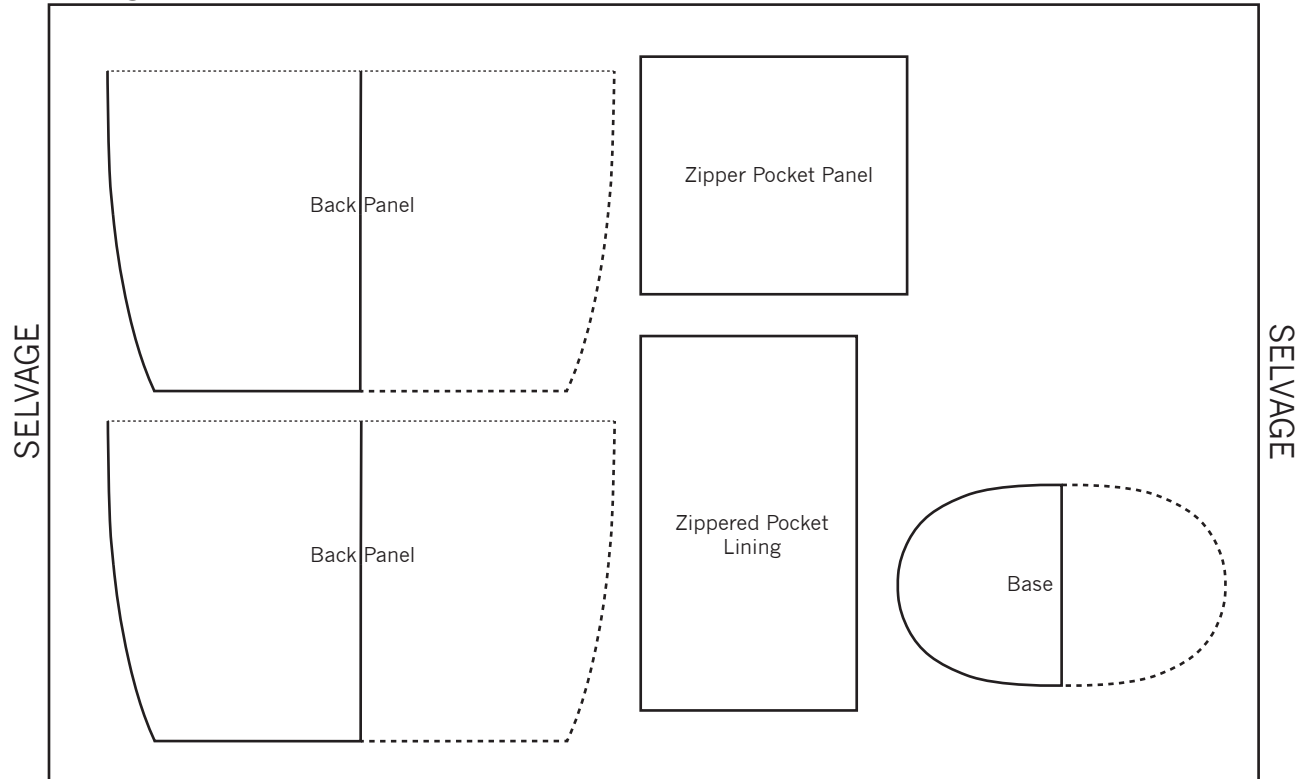 SELVAGE
Back Panel
Zipper Pocket Panel
Back Panel
Zippered Pocket
Lining
Base
SELVAGE